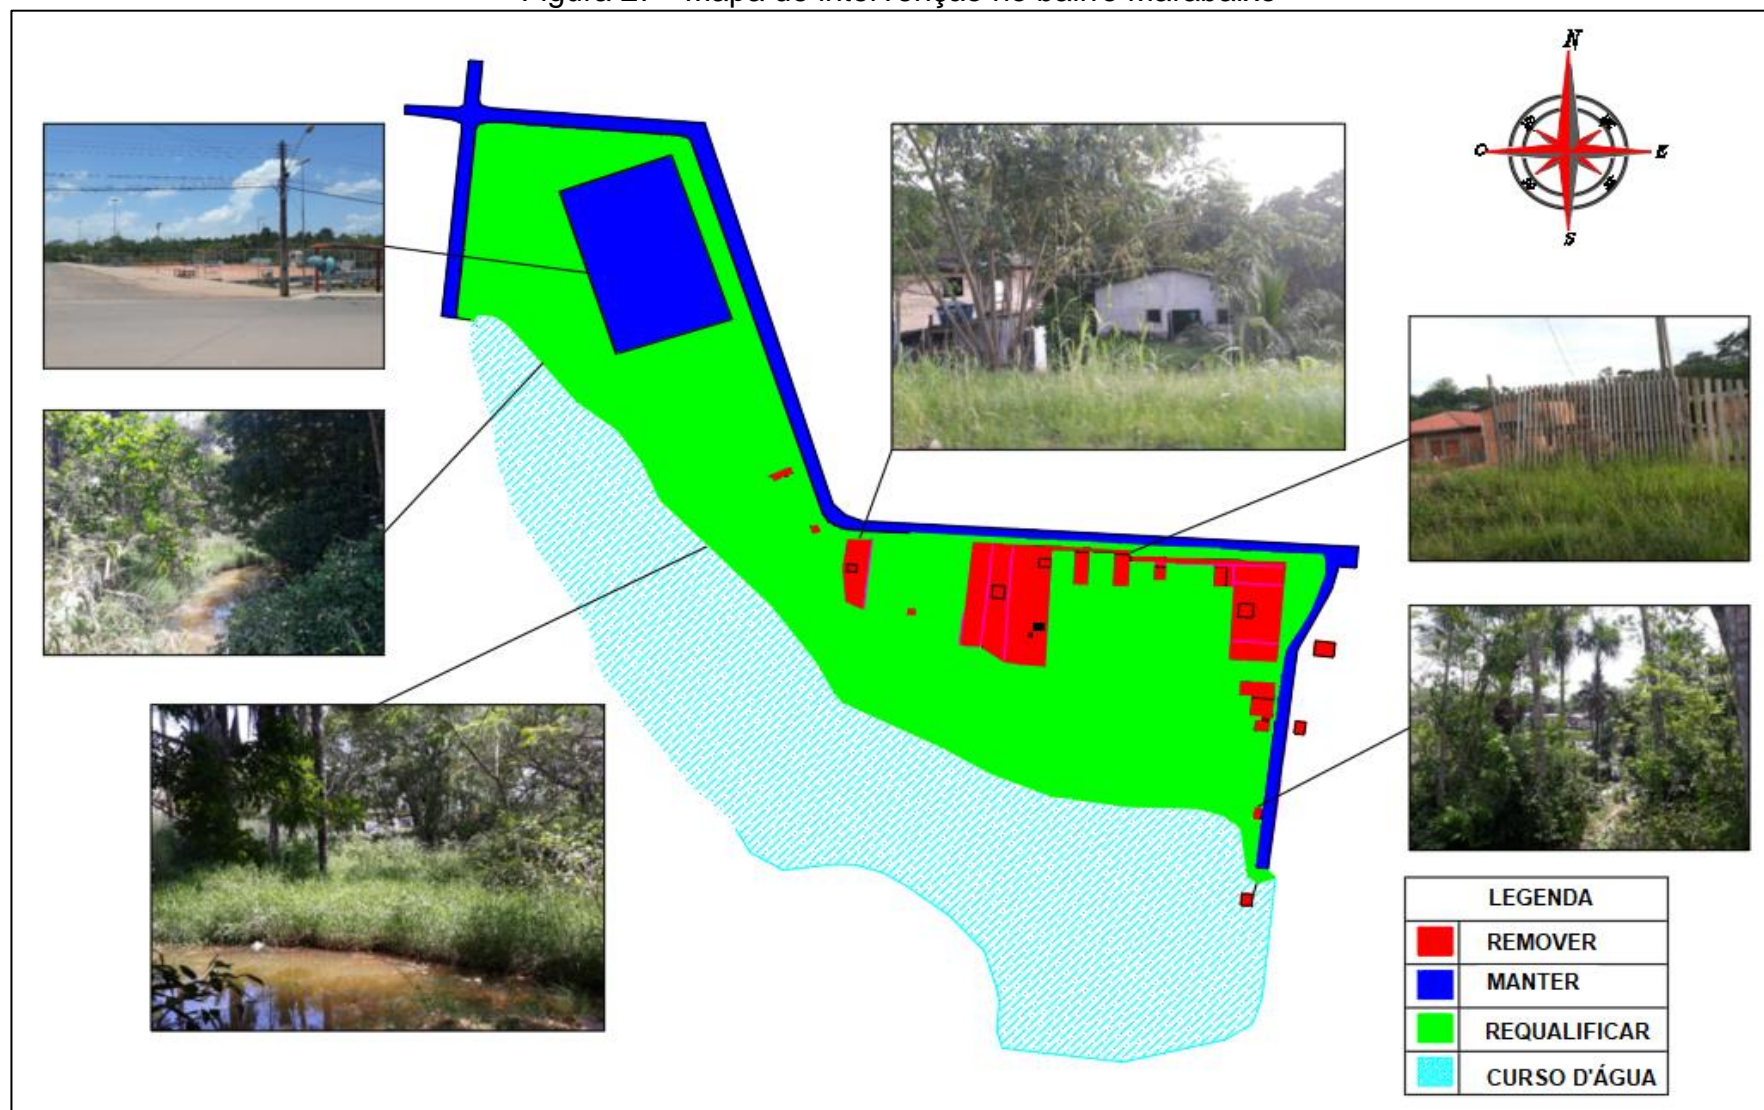 N
O
E
S
LEGENDA
REMOVER
MANTER
REQUALIFICAR
CURSO D'ÁGUA